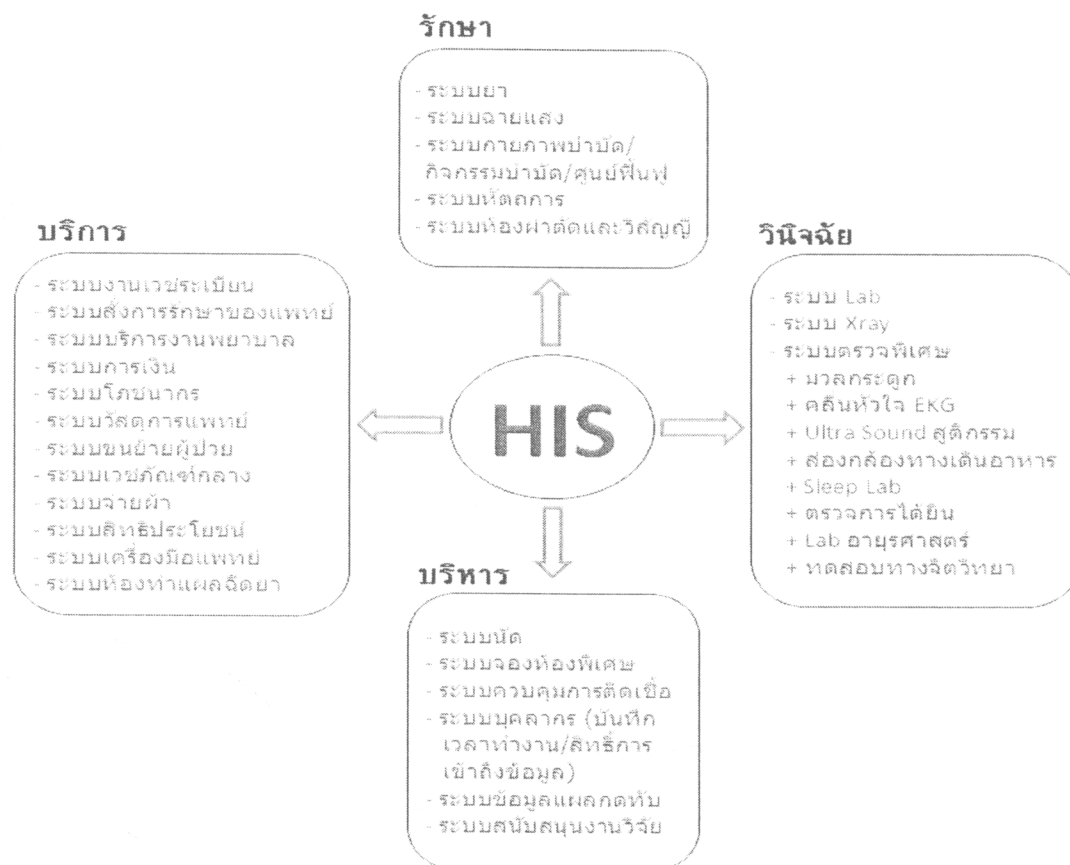 รักษา
- ระบบยา
- ระบบฉายแสง
- ระบบกายภาพบำบัด/
กิจกรรมบำบัด/ศูนย์ฟื้นฟู
- ระบบหัตถการ
- ระบบห้องผ่าตัดและวิสัญญี
บริการ
- ระบบงานเวชระเบียน
- ระบบสั่งการรักษาของแพทย์
- ระบบบริการงานพยาบาล
- ระบบการเงิน
- ระบบโภชนากร
- ระบบวัสดุการแพทย์
- ระบบขนย้ายผู้ป่วย
- ระบบเวชภัณฑ์กลาง
- ระบบจ่ายผ้า
- ระบบสิทธิประโยชน์
- ระบบเครื่องมือแพทย์
- ระบบห้องทำแผลฉีดยา
HIS
วินิจฉัย
- ระบบ Lab
- ระบบ Xray
- ระบบตรวจพิเศษ
+ มวลกระดูก
+ คลื่นหัวใจ EKG
+ Ultra Sound สูติกรรม
+ ส่องกล้องทางเดินอาหาร
+ Sleep Lab
+ ตรวจการได้ยิน
+ Lab อายุรศาสตร์
+ ทดสอบทางจิตวิทยา
บริหาร
- ระบบนัด
- ระบบจองห้องพิเศษ
- ระบบควบคุมการติดเชื้อ
- ระบบบุคลากร (บันทึก
เวลาทำงาน/สิทธิ์การ
เข้าถึงข้อมูล)
- ระบบข้อมูลแผลกดทับ
- ระบบสนับสนุนงานวิจัย